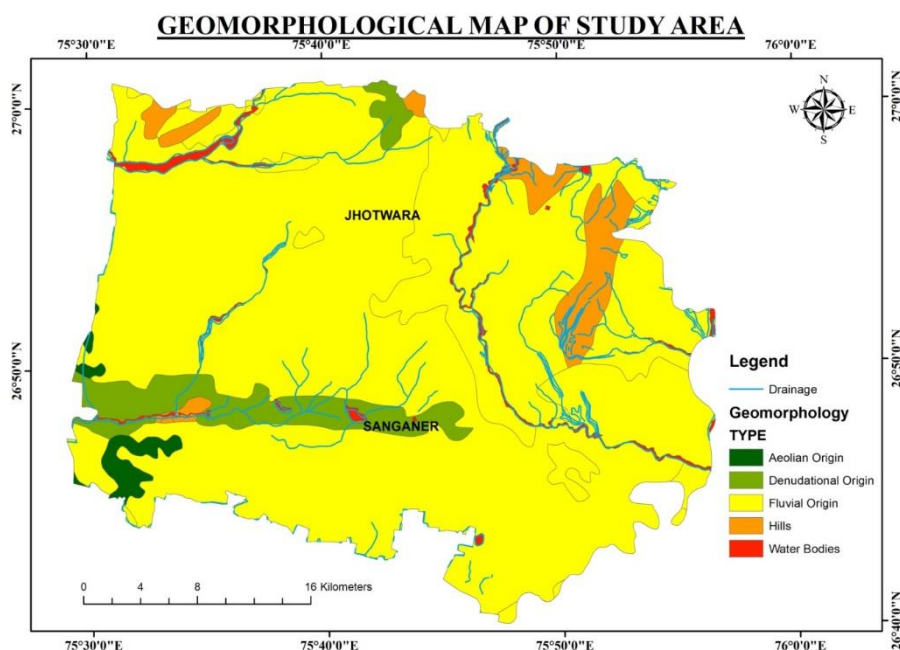 GEOMORPHOLOGICAL MAP OF STUDY AREA
75°30'0"E 75°40'0"E 75°50'0"E 76°0'0"E
27°0'0"N
27°0'0"N
N
W E
S
JHOTWARA
26°50'0"N
26°50'0"N
Legend
Drainage
Geomorphology
TYPE
Aeolian Origin
Denudational Origin
Fluvial Origin
Hills
Water Bodies
SANGANER
0 4 8 16 Kilometers
26°40'0"N
75°30'0"E 75°40'0"E 75°50'0"E 76°0'0"E